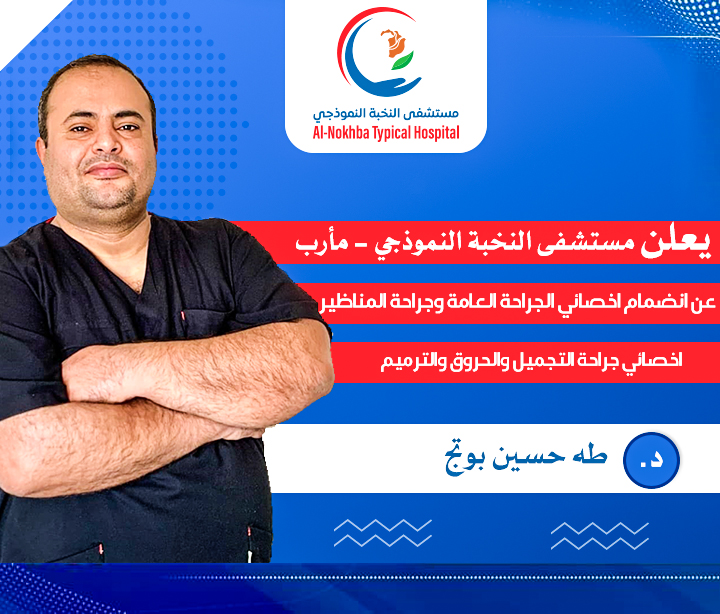 مستشفى النخبة النموذجي
Al-Nokhba Typical Hospital
يعلن مستشفى النخبة النموذجي - مأرب
عن انضمام اخصائي الجراحة العامة وجراحة المناظير
اخصائي جراحة التجميل والحروق والترميم
د. طه حسين بوتج